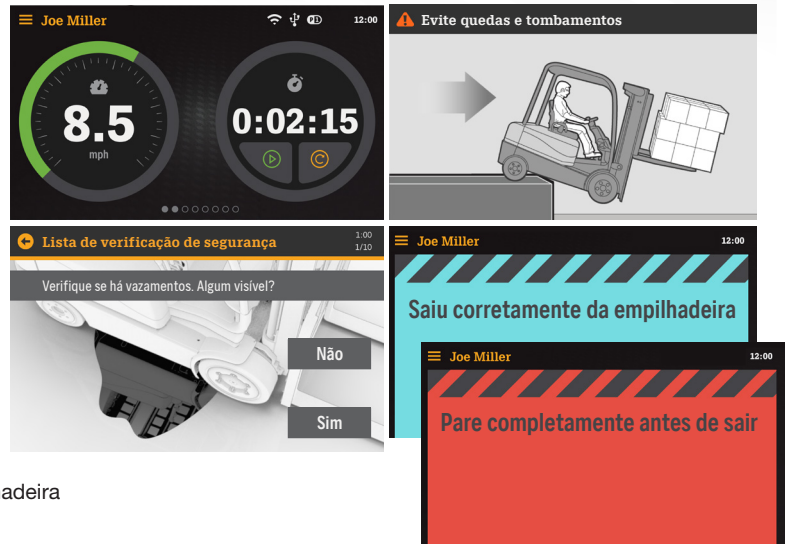 Joe Miller
12:00
8.5
mph
0:02:15
Evite quedas e tombamentos
Lista de verificação de segurança
1:00
1/10
Verifique se há vazamentos. Algum visível?
Não
Sim
Joe Miller
12:00
Saiu corretamente da empilhadeira
Joe Miller
12:00
Pare completamente antes de sair
adeira